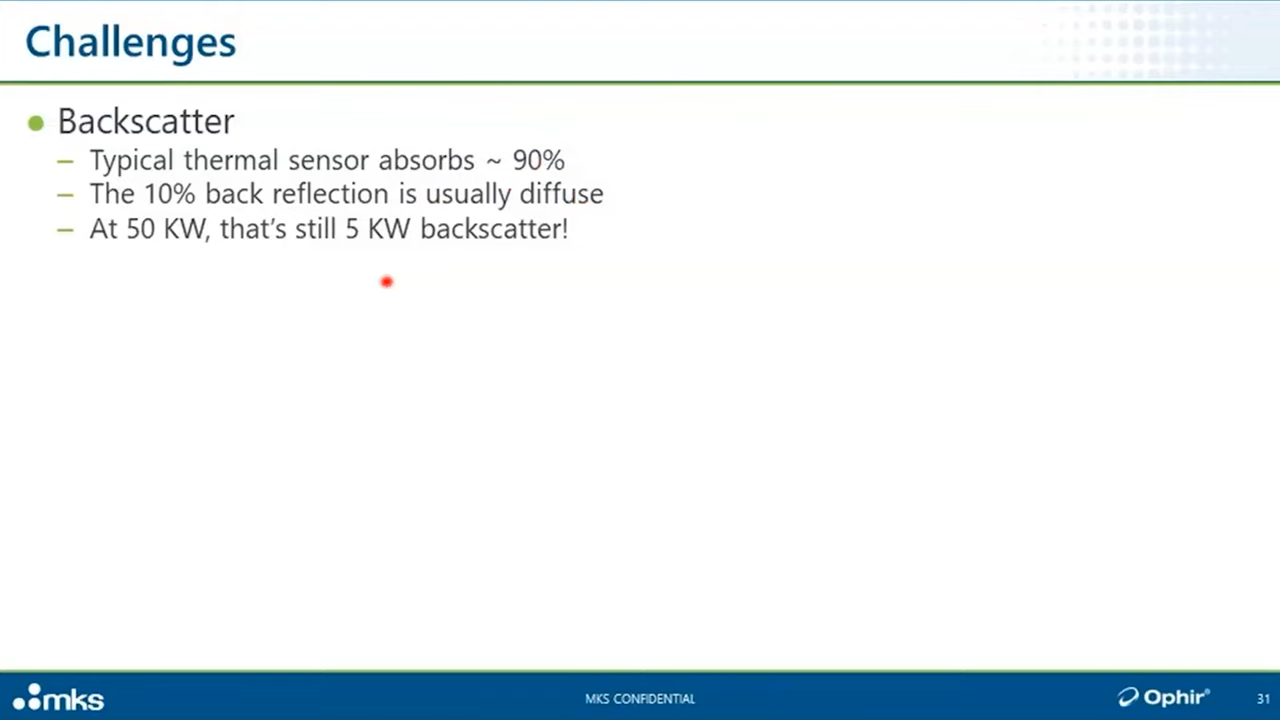 Challenges
Backscatter
– Typical thermal sensor absorbs ~ 90%
– The 10% back reflection is usually diffuse
– At 50 KW, that’s still 5 KW backscatter!
mks
MKS CONFIDENTIAL
Ophir®
31